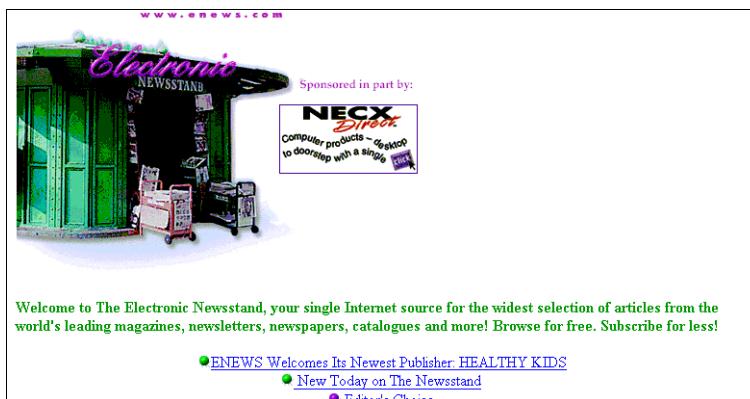 www.enews.com
Electronic
NEWSSTAND
Sponsored in part by:
NECX
Direct
Computer products – desktop
to doorstep with a single
click
Welcome to The Electronic Newsstand, your single Internet source for the widest selection of articles from the
world's leading magazines, newsletters, newspapers, catalogues and more! Browse for free. Subscribe for less!
ENEWS Welcomes Its Newest Publisher: HEALTHY KIDS
New Today on The Newsstand
Editor's Choice